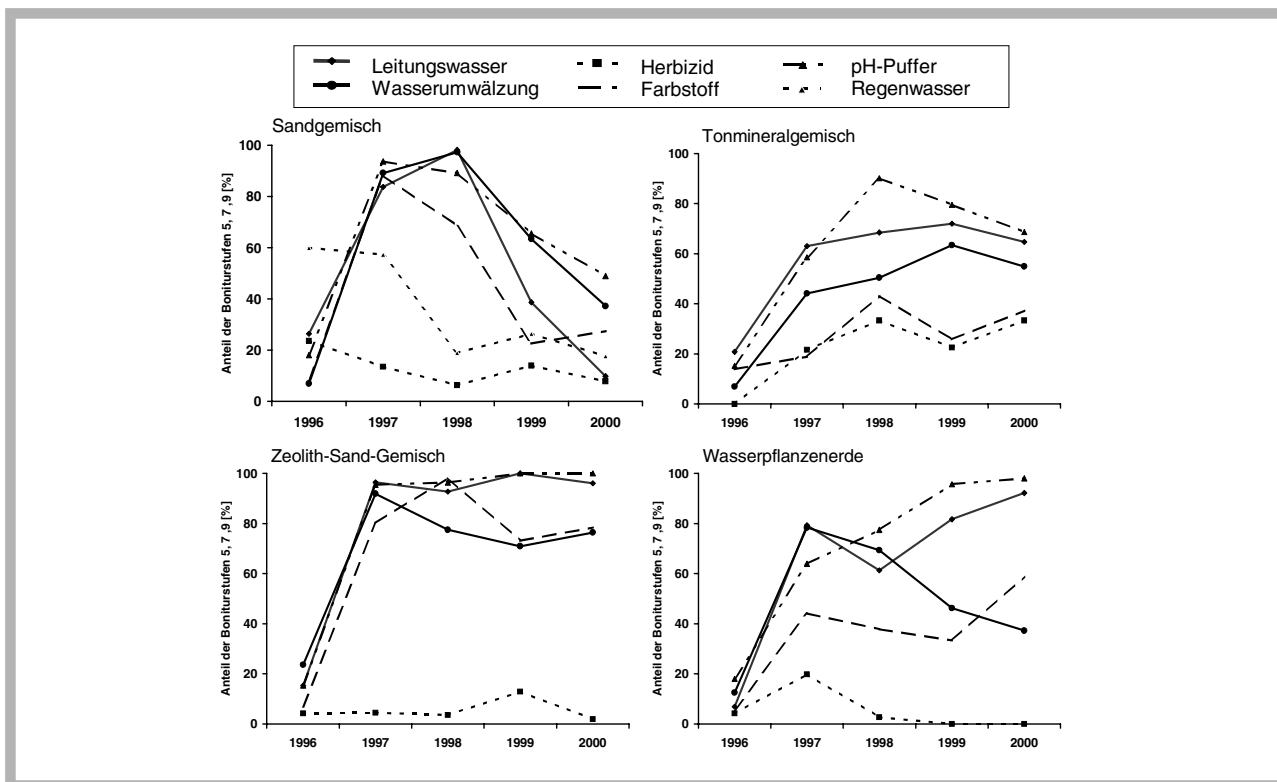 Leitungswasser
Herbizid
pH-Puffer
Wasserumwälzung
Farbstoff
Regenwasser
Sandgemisch
Anteil der Boniturstufen 5, 7 ,9 [%]
100
80
60
40
20
0
1996 1997 1998 1999 2000
Tonmineralgemisch
Anteil der Boniturstufen 5, 7 ,9 [%]
100
80
60
40
20
0
1996 1997 1998 1999 2000
Zeolith-Sand-Gemisch
Anteil der Boniturstufen 5, 7 ,9 [%]
100
80
60
40
20
0
1996 1997 1998 1999 2000
Wasserpflanzenerde
Anteil der Boniturstufen 5, 7 ,9 [%]
100
80
60
40
20
0
1996 1997 1998 1999 2000